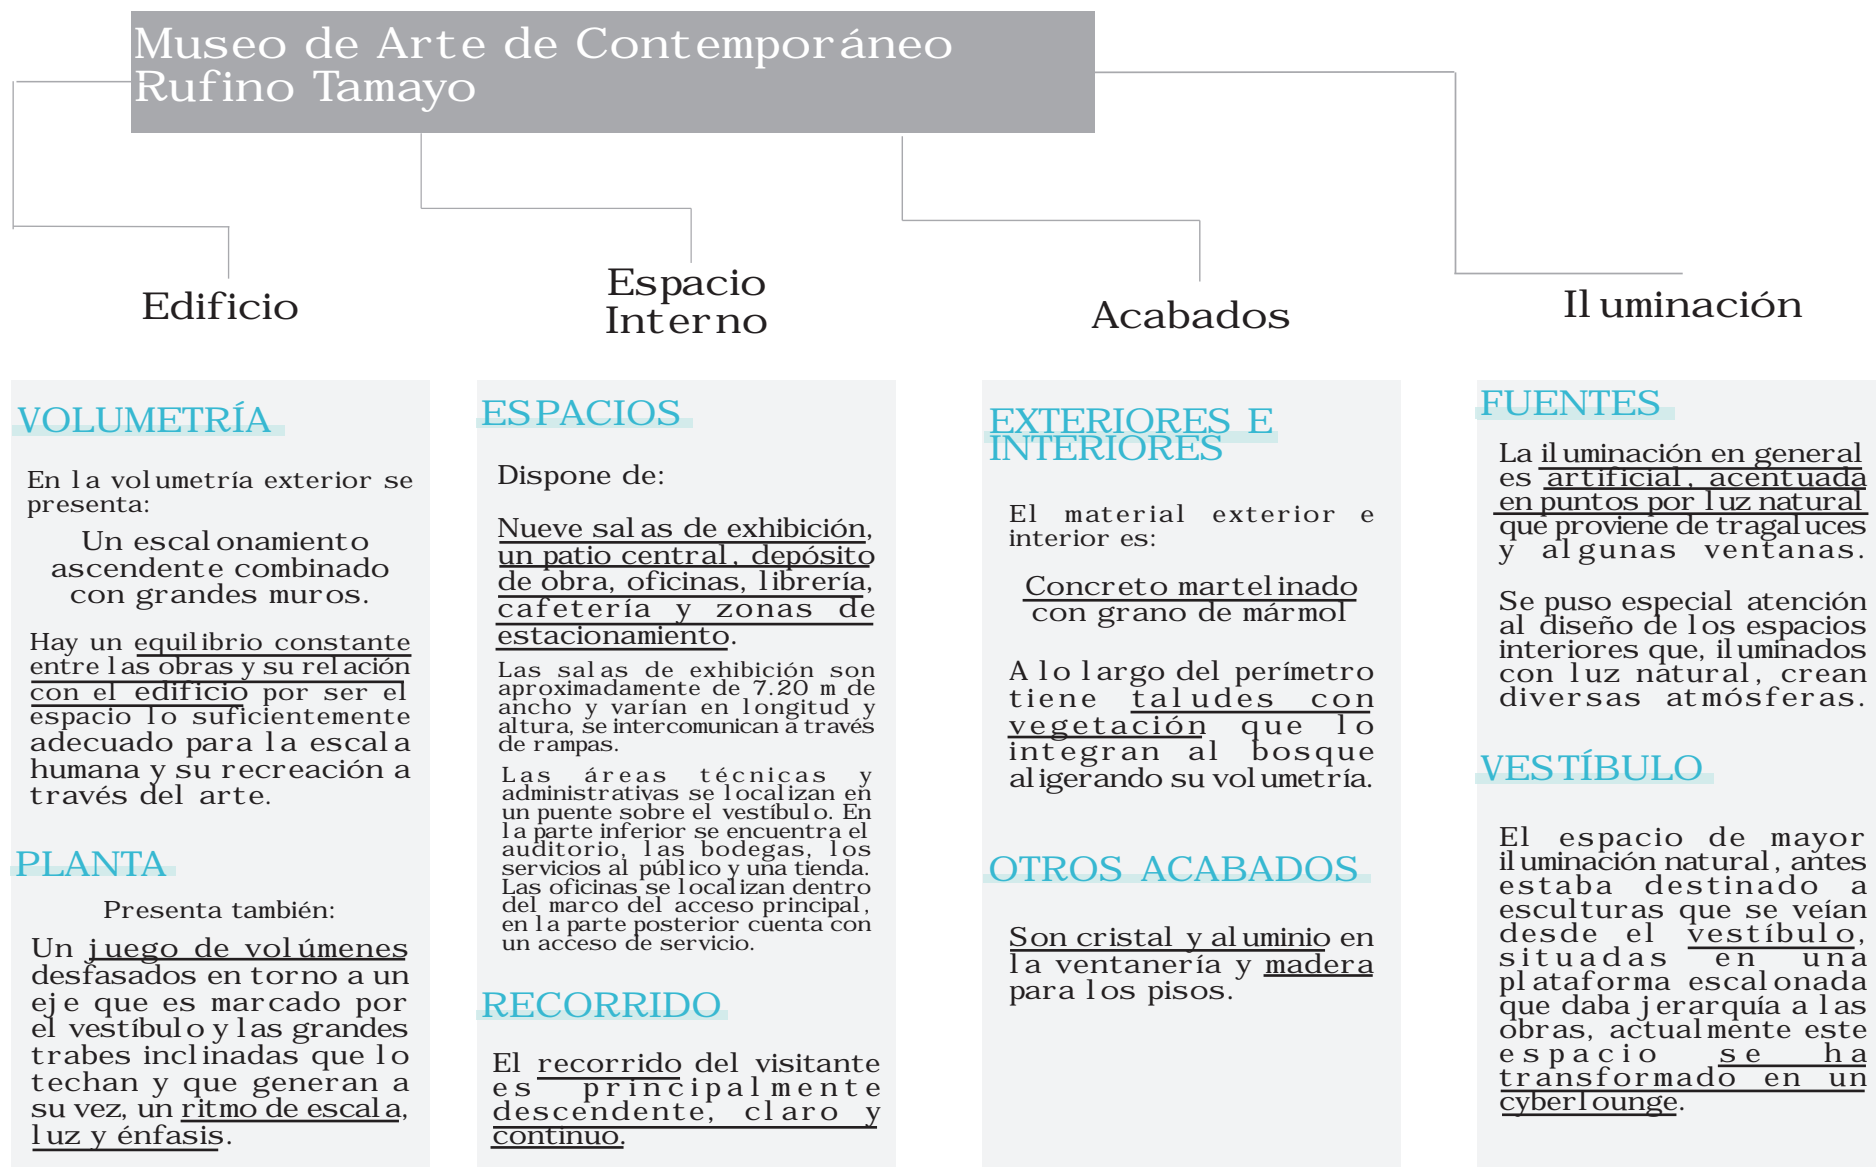 Museo de Arte de Contemporáneo
Rufino Tamayo
Edificio
Espacio
Interno
Acabados
Iluminación
VOLUMETRÍA
En la volumetría exterior se
presenta:
Un escalonamiento
ascendente combinado
con grandes muros.
Hay un equilibrio constante
entre las obras y su relación
con el edificio por ser el
espacio lo suficientemente
adecuado para la escala
humana y su recreación a
través del arte.
PLANTA
Presenta también:
Un juego de volúmenes
desfasados en torno a un
eje que es marcado por
el vestíbulo y las grandes
trabes inclinadas que lo
techan y que generan a
su vez, un ritmo de escala,
luz y énfasis.
ESPACIOS
Dispone de:
Nueve salas de exhibición,
un patio central, depósito
de obra, oficinas, librería,
cafetería y zonas de
estacionamiento.
Las salas de exhibición son
aproximadamente de 7.20 m de
ancho y varían en longitud y
altura, se intercomunican a través
de rampas.
Las áreas técnicas y
administrativas se localizan en
un puente sobre el vestíbulo. En
la parte inferior se encuentra el
auditorio, las bodegas, los
servicios al público y una tienda.
Las oficinas se localizan dentro
del marco del acceso principal,
en la parte posterior cuenta con
un acceso de servicio.
RECORRIDO
El recorrido del visitante
es principalmente
descendente, claro y
continuo.
EXTERIORES E
INTERIORES
El material exterior e
interior es:
Concreto martelinado
con grano de mármol
A lo largo del perímetro
tiene taludes con
vegetación que lo
integran al bosque
aligerando su volumetría.
OTROS ACABADOS
Son cristal y aluminio en
la ventanería y madera
para los pisos.
FUENTES
La iluminación en general
es artificial, acentuada
en puntos por luz natural
que proviene de tragaluces
y algunas ventanas.
Se puso especial atención
al diseño de los espacios
interiores que, iluminados
con luz natural, crean
diversas atmósferas.
VESTÍBULO
El espacio de mayor
iluminación natural, antes
estaba destinado a
esculturas que se veían
desde el vestíbulo,
situadas en una
plataforma escalonada
que daba jerarquía a las
obras, actualmente este
espacio se ha
transformado en un
cyberlounge.